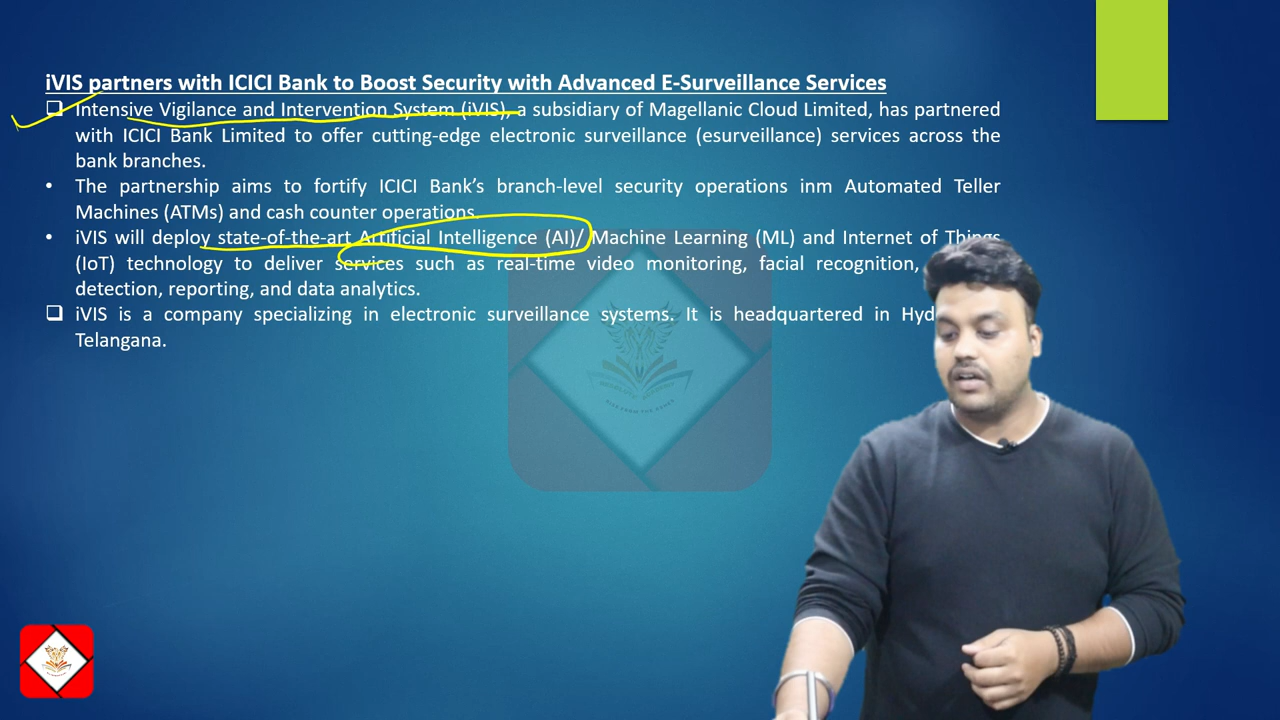 iVIS partners with ICICI Bank to Boost Security with Advanced E-Surveillance Services
Intensive Vigilance and Intervention System (iVIS), a subsidiary of Magellanic Cloud Limited, has partnered
with ICICI Bank Limited to offer cutting-edge electronic surveillance (esurveillance) services across the
bank branches.
• The partnership aims to fortify ICICI Bank's branch-level security operations inm Automated Teller
Machines (ATMs) and cash counter operations.
• iVIS will deploy state-of-the-art Artificial Intelligence (AI)/ Machine Learning (ML) and Internet of Things
(IoT) technology to deliver services such as real-time video monitoring, facial recognition,
detection, reporting, and data analytics.
iVIS is a company specializing in electronic surveillance systems. It is headquartered in Hyd
Telangana.